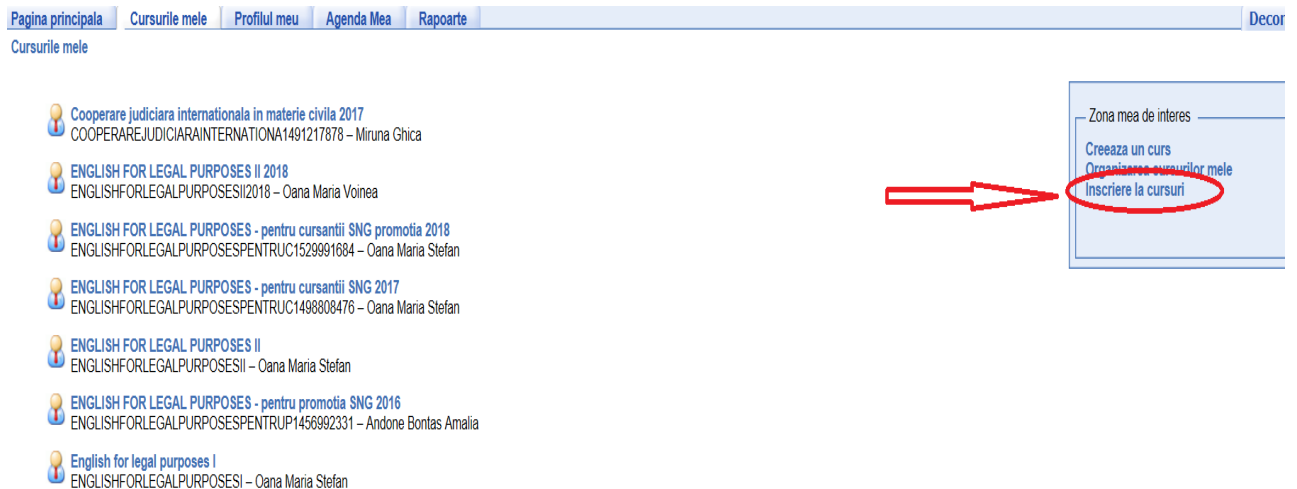 Pagina principala Cursurile mele Profilul meu Agenda Mea Rapoarte
Cursurile mele
Cooperare judiciara internationala in materie civila 2017
COOPERAREJUDICIARAINTERNATIONA1491217878 – Miruna Ghica
ENGLISH FOR LEGAL PURPOSES II 2018
ENGLISHFORLEGALPURPOSESII2018 – Oana Maria Voinea
ENGLISH FOR LEGAL PURPOSES - pentru cursantii SNG promotia 2018
ENGLISHFORLEGALPURPOSESPENTRUC1529991684 – Oana Maria Stefan
ENGLISH FOR LEGAL PURPOSES - pentru cursantii SNG 2017
ENGLISHFORLEGALPURPOSESPENTRUC1498808476 – Oana Maria Stefan
ENGLISH FOR LEGAL PURPOSES II
ENGLISHFORLEGALPURPOSESII – Oana Maria Stefan
ENGLISH FOR LEGAL PURPOSES - pentru promotia SNG 2016
ENGLISHFORLEGALPURPOSESPENTRUP1456992331 – Andone Bontas Amalia
English for legal purposes I
ENGLISHFORLEGALPURPOSESI – Oana Maria Stefan
Zona mea de interes
Creeaza un curs
Organizarea cursurilor mele
Inscriere la cursuri